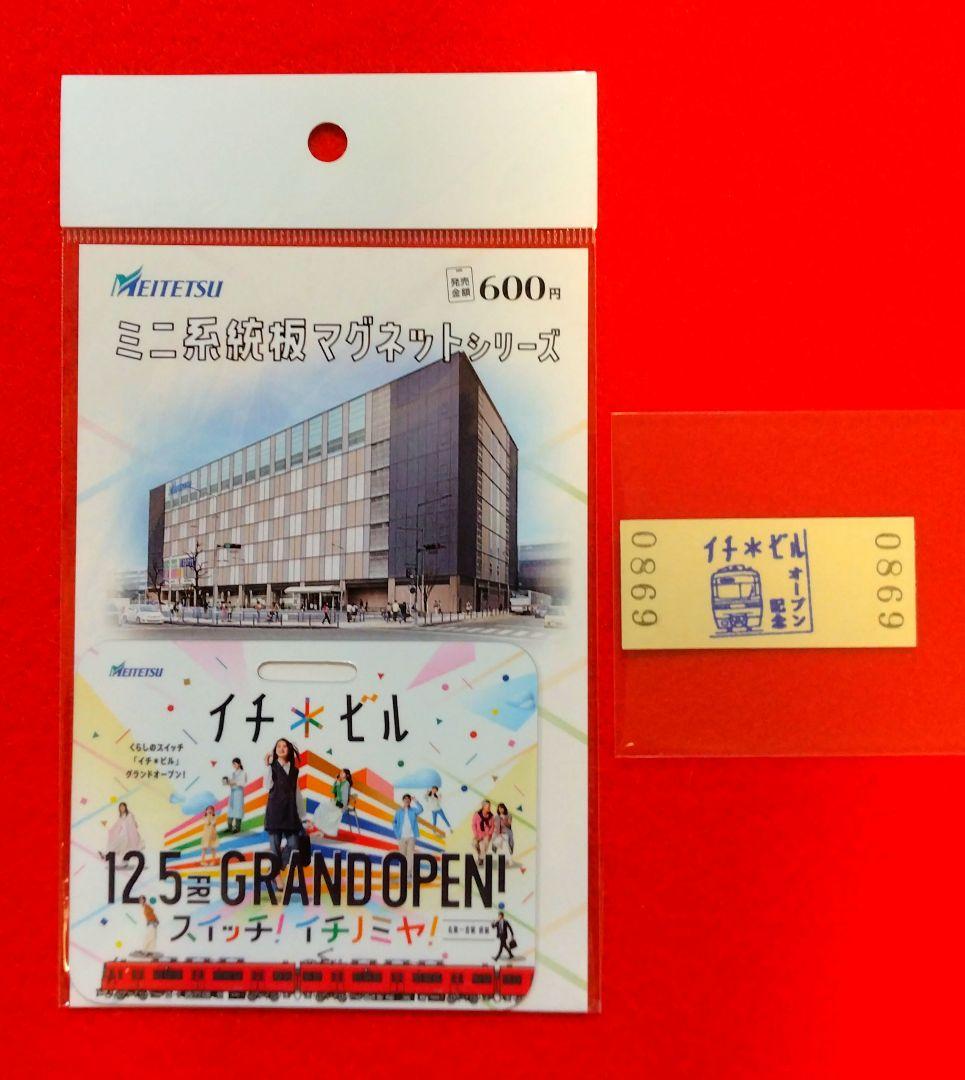 MEITETSU
発売
金額
600円
ミニ系統板マグネットシリーズ
MEITETSU
イチ＊ビル
くらしのスイッチ
「イチ＊ビル」
グランドオープン！
12.5 FRI GRAND OPEN!
スイッチ！イチノミヤ！
イチ＊ビル
オープン
記念
0869
0869